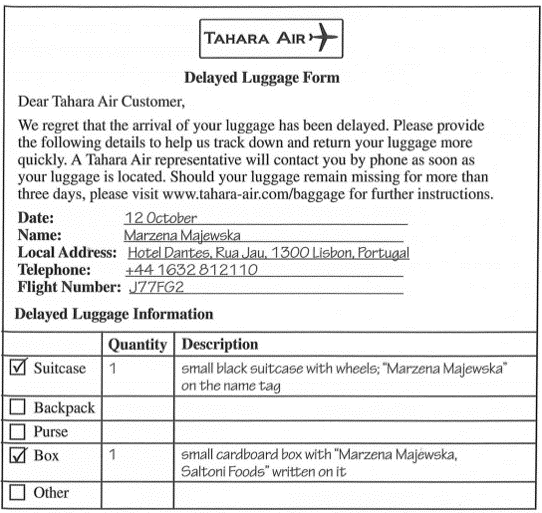 TAHARA AIR
Delayed Luggage Form
Dear Tahara Air Customer,
We regret that the arrival of your luggage has been delayed. Please provide
the following details to help us track down and return your luggage more
quickly. A Tahara Air representative will contact you by phone as soon as
your luggage is located. Should your luggage remain missing for more than
three days, please visit www.tahara-air.com/baggage for further instructions.
Date: 12 October
Name: Marzena Majewska
Local Address: Hotel Dantes, Rua Jau, 1300 Lisbon, Portugal
Telephone: +44 1632 812110
Flight Number: J77FG2
Delayed Luggage Information
Quantity Description
Suitcase 1 small black suitcase with wheels; "Marzena Majewska"
on the name tag
Backpack
Purse
Box 1 small cardboard box with "Marzena Majewska,
Saltoni Foods" written on it
Other